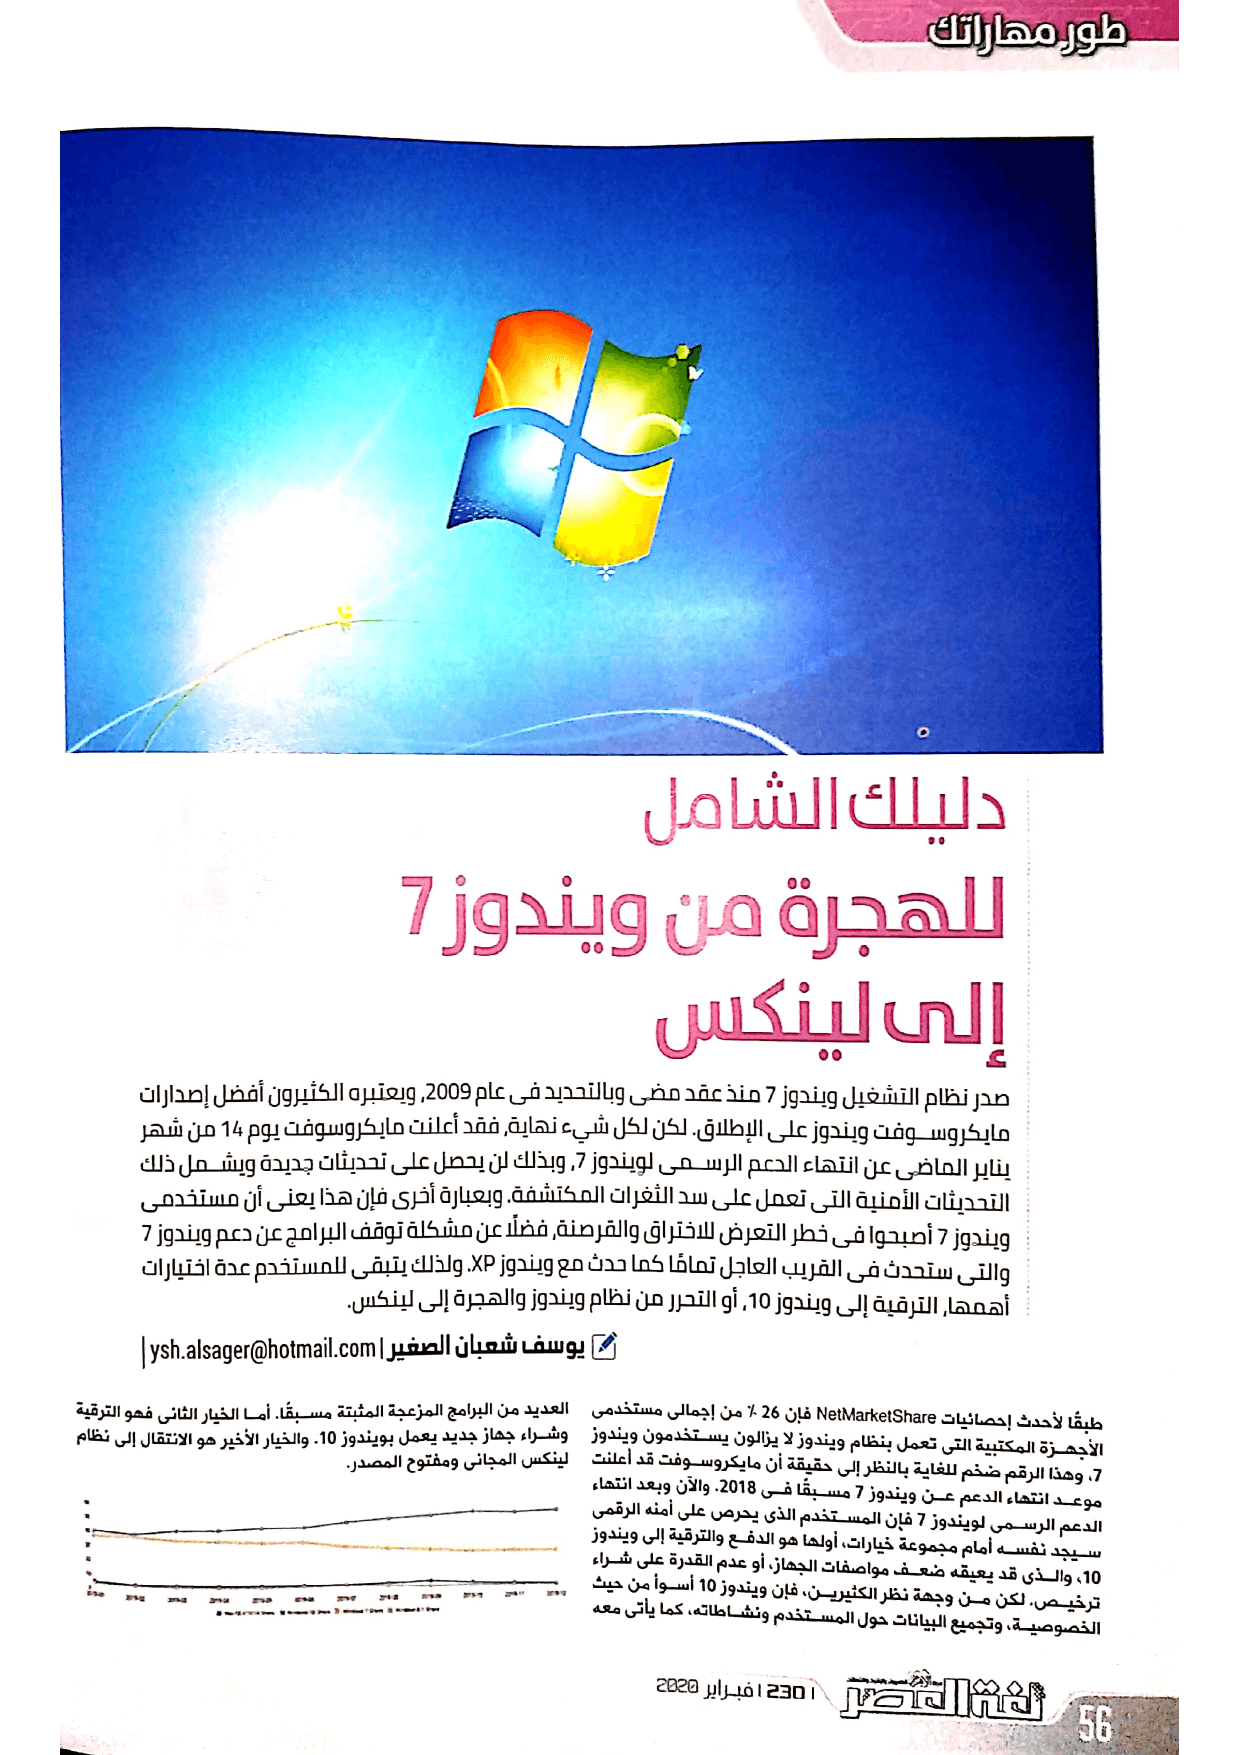 طور مهاراتك
دليلك الشامل
للهجرة من ويندوز 7
إلى لينكس
صدر نظام التشغيل ويندوز 7 منذ عقد مضى وبالتحديد فى عام 2009، ويعتبره الكثيرون أفضل إصدارات
مايكروسوفت ويندوز على الإطلاق. لكن لكل شيء نهاية، فقد أعلنت مايكروسوفت يوم 14 من شهر
يناير الماضى عن انتهاء الدعم الرسمى لويندوز 7، وبذلك لن يحصل على تحديثات جديدة ويشمل ذلك
التحديثات الأمنية التى تعمل على سد الثغرات المكتشفة. وبعبارة أخرى فإن هذا يعنى أن مستخدمى
ويندوز 7 أصبحوا فى خطر التعرض للاختراق والقرصنة، فضلًا عن مشكلة توقف البرامج عن دعم ويندوز 7
والتى ستحدث فى القريب العاجل تمامًا كما حدث مع ويندوز XP. ولذلك يتبقى للمستخدم عدة اختيارات
أهمها، الترقية إلى ويندوز 10، أو التحرر من نظام ويندوز والهجرة إلى لينكس.
يوسف شعبان الصغير | ysh.alsager@hotmail.com |
طبقًا لأحدث إحصائيات NetMarketShare فإن 26 ٪ من إجمالى مستخدمى
الأجهزة المكتبية التى تعمل بنظام ويندوز لا يزالون يستخدمون ويندوز
7، وهذا الرقم ضخم للغاية بالنظر إلى حقيقة أن مايكروسوفت قد أعلنت
موعد انتهاء الدعم عن ويندوز 7 مسبقًا فى 2018. والآن وبعد انتهاء
الدعم الرسمى لويندوز 7 فإن المستخدم الذى يحرص على أمنه الرقمى
سيجد نفسه أمام مجموعة خيارات، أولها هو الدفع والترقية إلى ويندوز
10، والذى قد يعيقه ضعف مواصفات الجهاز، أو عدم القدرة على شراء
ترخيص. لكن من وجهة نظر الكثيرين، فإن ويندوز 10 أسوأ من حيث
الخصوصية، وتجميع البيانات حول المستخدم ونشاطاته، كما يأتى معه
العديد من البرامج المزعجة المثبتة مسبقًا. أما الخيار الثانى فهو الترقية
وشراء جهاز جديد يعمل بويندوز 10. والخيار الأخير هو الانتقال إلى نظام
لينكس المجانى ومفتوح المصدر.
لغة العصر
| 230 | فبراير 2020
56